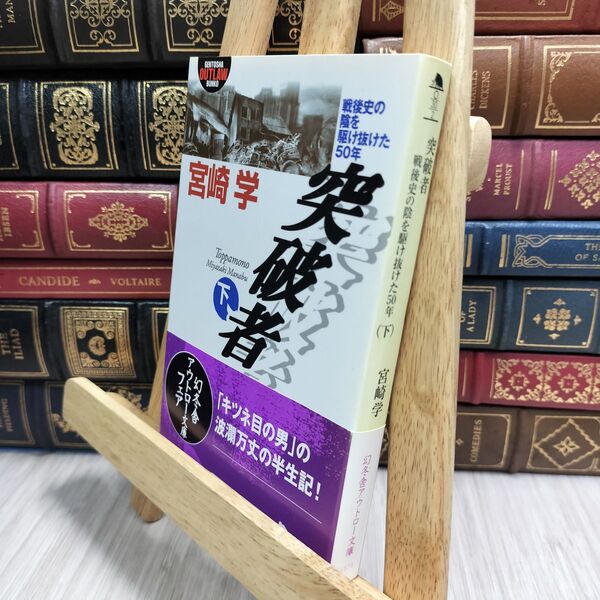 GENTOSHA
OUTLAW
BUNKO
戦後史の
陰を
駆け抜けた
50年
宮崎 学
突破者
Toppamono
Miyazaki Manabu
下
幻冬舎
アウトロー文庫
フェア
「キツネ目の男」の
波瀾万丈の半生記！
突破者
戦後史の陰を駆け抜けた50年〈下〉
宮崎学
幻冬舎アウトロー文庫
IBSEN
CANDIDE
VOLTAIRE
THE
ILIAD
CHARLES
DICKENS
MARCEL
PROUST
COMEDIES